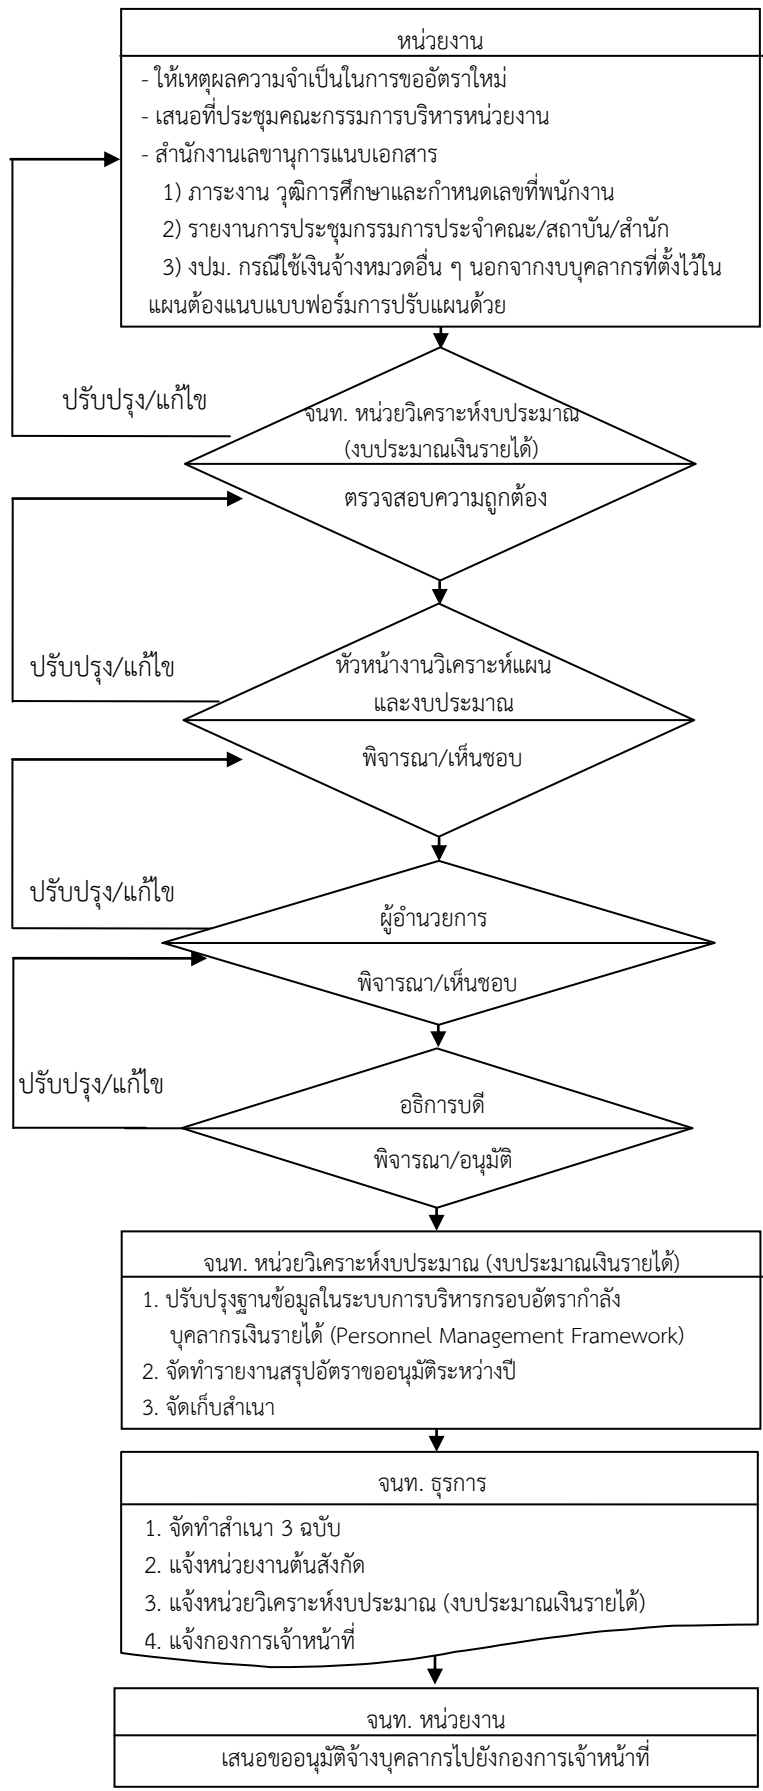 หน่วยงาน
- ให้เหตุผลความจำเป็นในการขออัตราใหม่
- เสนอที่ประชุมคณะกรรมการบริหารหน่วยงาน
- สำนักงานเลขานุการแนบเอกสาร
1) ภาระงาน วุฒิการศึกษาและกำหนดเลขที่พนักงาน
2) รายงานการประชุมกรรมการประจำคณะ/สถาบัน/สำนัก
3) งปม. กรณีใช้เงินจ้างหมวดอื่น ๆ นอกจากงบบุคลากรที่ตั้งไว้ใน
แผนต้องแนบแบบฟอร์มการปรับแผนด้วย
ปรับปรุง/แก้ไข
จนท. หน่วยวิเคราะห์งบประมาณ
(งบประมาณเงินรายได้)
ตรวจสอบความถูกต้อง
ปรับปรุง/แก้ไข
หัวหน้างานวิเคราะห์แผน
และงบประมาณ
พิจารณา/เห็นชอบ
ปรับปรุง/แก้ไข
ผู้อำนวยการ
พิจารณา/เห็นชอบ
ปรับปรุง/แก้ไข
อธิการบดี
พิจารณา/อนุมัติ
จนท. หน่วยวิเคราะห์งบประมาณ (งบประมาณเงินรายได้)
1. ปรับปรุงฐานข้อมูลในระบบการบริหารกรอบอัตรากำลัง
บุคลากรเงินรายได้ (Personnel Management Framework)
2. จัดทำรายงานสรุปอัตราขออนุมัติระหว่างปี
3. จัดเก็บสำเนา
จนท. ธุรการ
1. จัดทำสำเนา 3 ฉบับ
2. แจ้งหน่วยงานต้นสังกัด
3. แจ้งหน่วยวิเคราะห์งบประมาณ (งบประมาณเงินรายได้)
4. แจ้งกองการเจ้าหน้าที่
จนท. หน่วยงาน
เสนอขออนุมัติจ้างบุคลากรไปยังกองการเจ้าหน้าที่